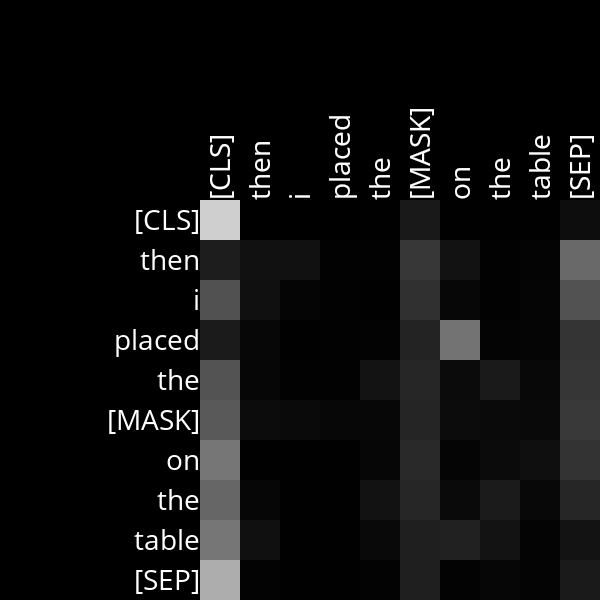 [CLS] then i placed the [MASK] on the table [SEP]
[CLS]
then
i
placed
the
[MASK]
on
the
table
[SEP]